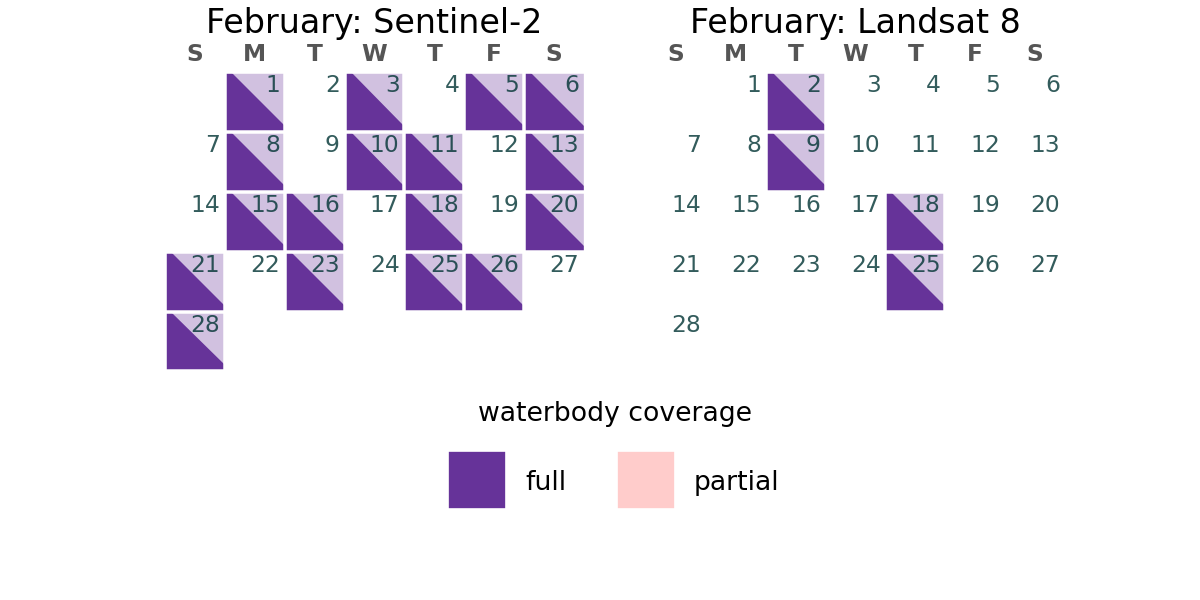 February: Sentinel-2
S M T W T F S
1 2 3 4 5 6
7 8 9 10 11 12 13
14 15 16 17 18 19 20
21 22 23 24 25 26 27
28
February: Landsat 8
S M T W T F S
1 2 3 4 5 6
7 8 9 10 11 12 13
14 15 16 17 18 19 20
21 22 23 24 25 26 27
28
waterbody coverage
full partial